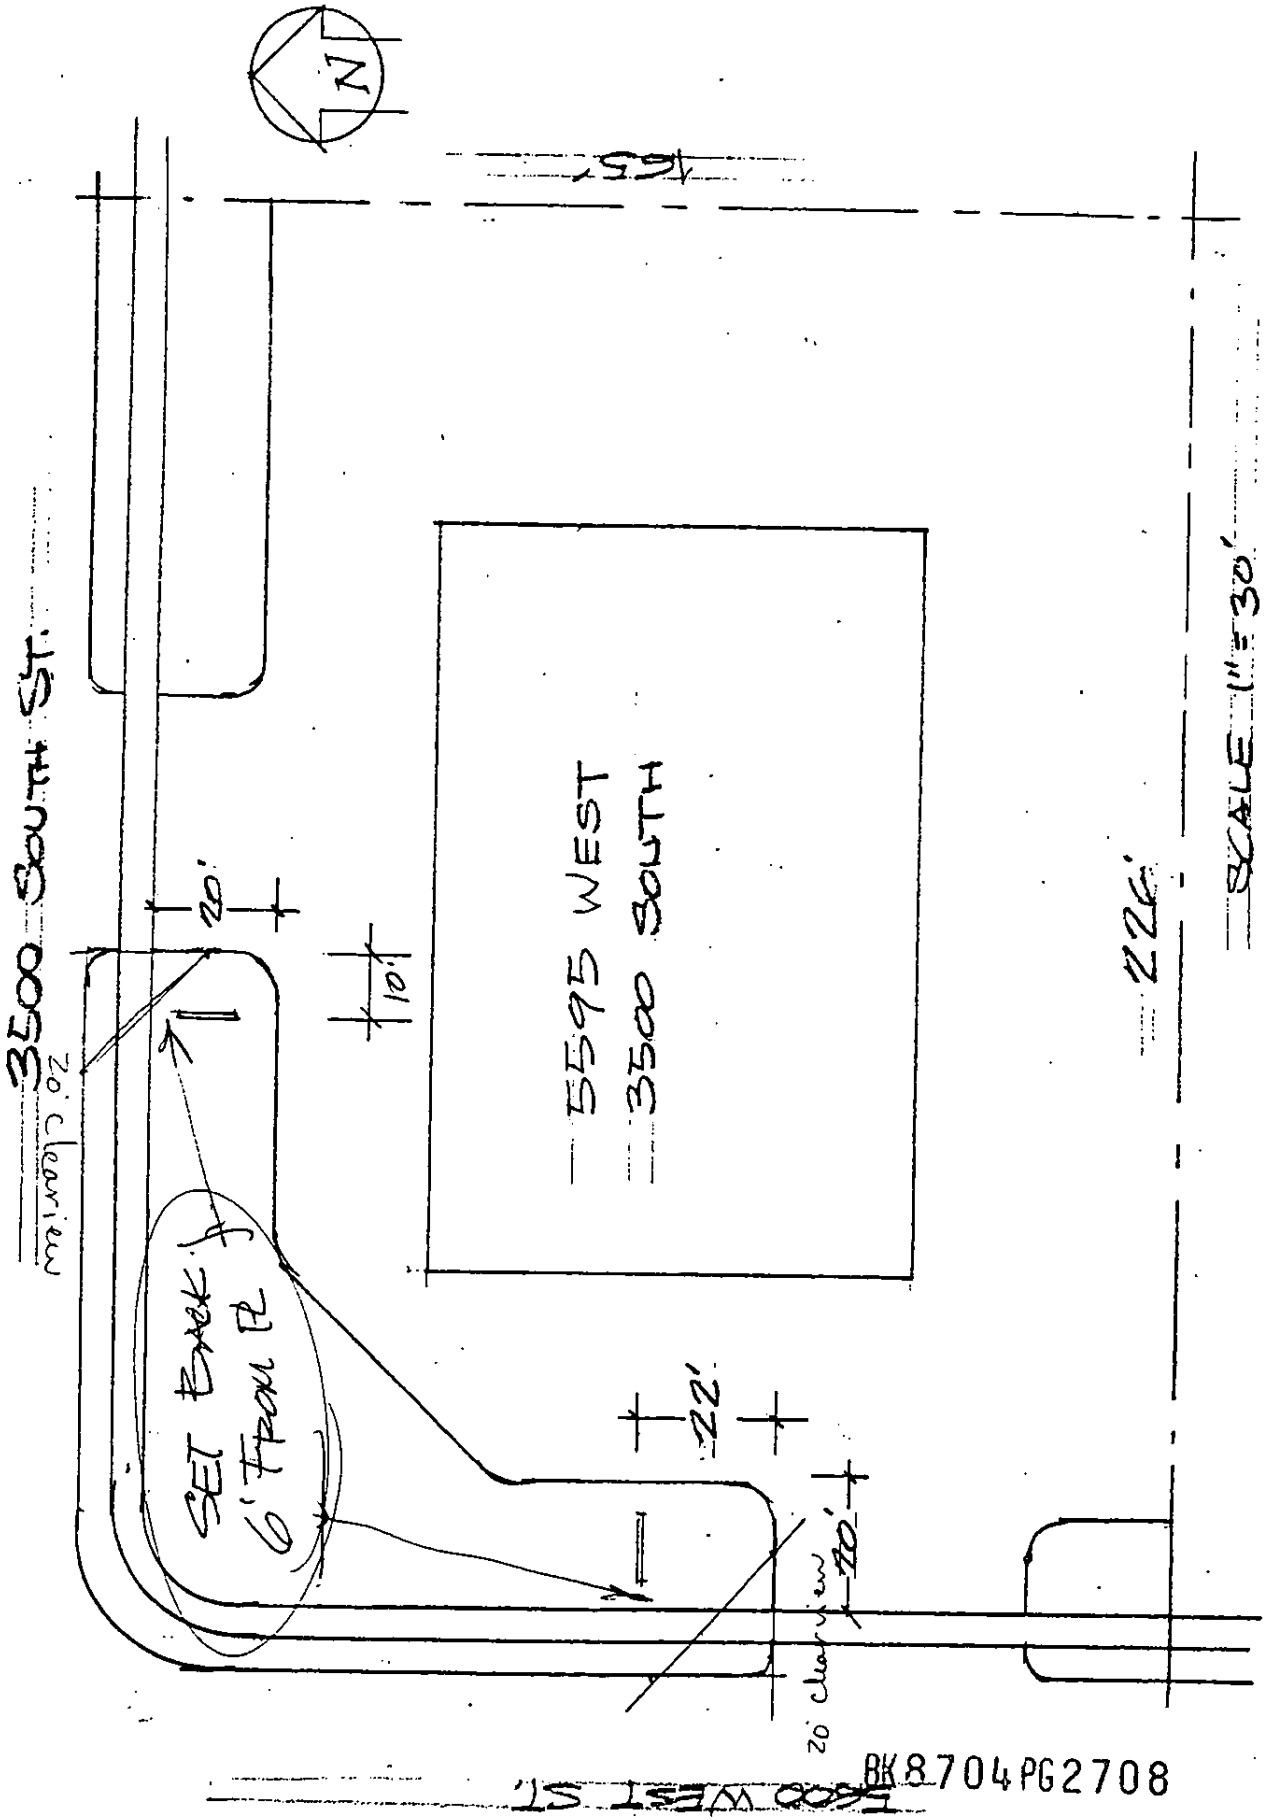 N
165'
3500 SOUTH ST.
20' clearview
20'
10'
SET BACK
6' FROM PL
5595 WEST
3500 SOUTH
22'
20'
20' clearview
226'
SCALE 1"=30'
5600 WEST ST.
BK8704PG2708